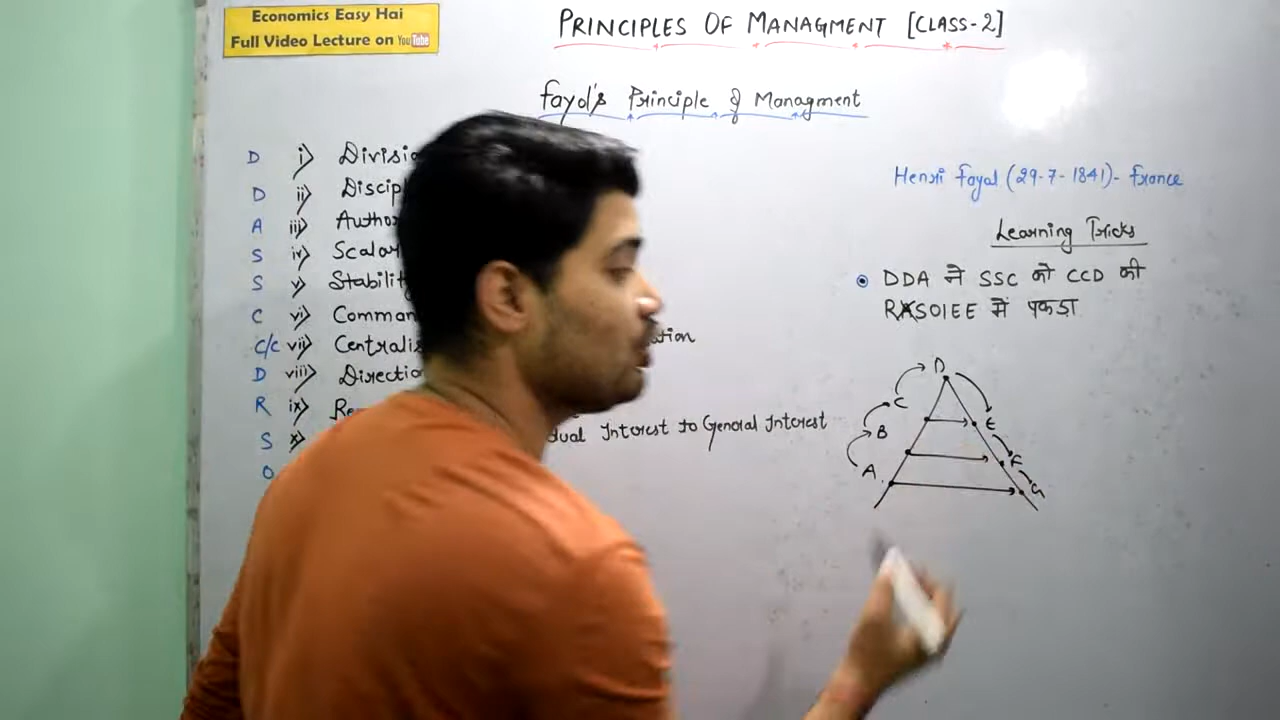 Economics Easy Hai
Full Video Lecture on YouTube
PRINCIPLES OF MANAGMENT [CLASS-2]
Fayol's Principle of Managment
D i) Divisio
D ii) Discip
A iii) Autho
S iv) Scalar
S v) Stabilit
C vi) Comman
C/C vii) Centralis ation
D viii) Directio
R ix) Re
S x) dual Interest to General Interest
O
Henri Fayol (29-7-1841)- France
Learning Tricks
DDA ने SSC को CCD की
RASOIEE में पकड़ा
D
C
E
B
F
A
G